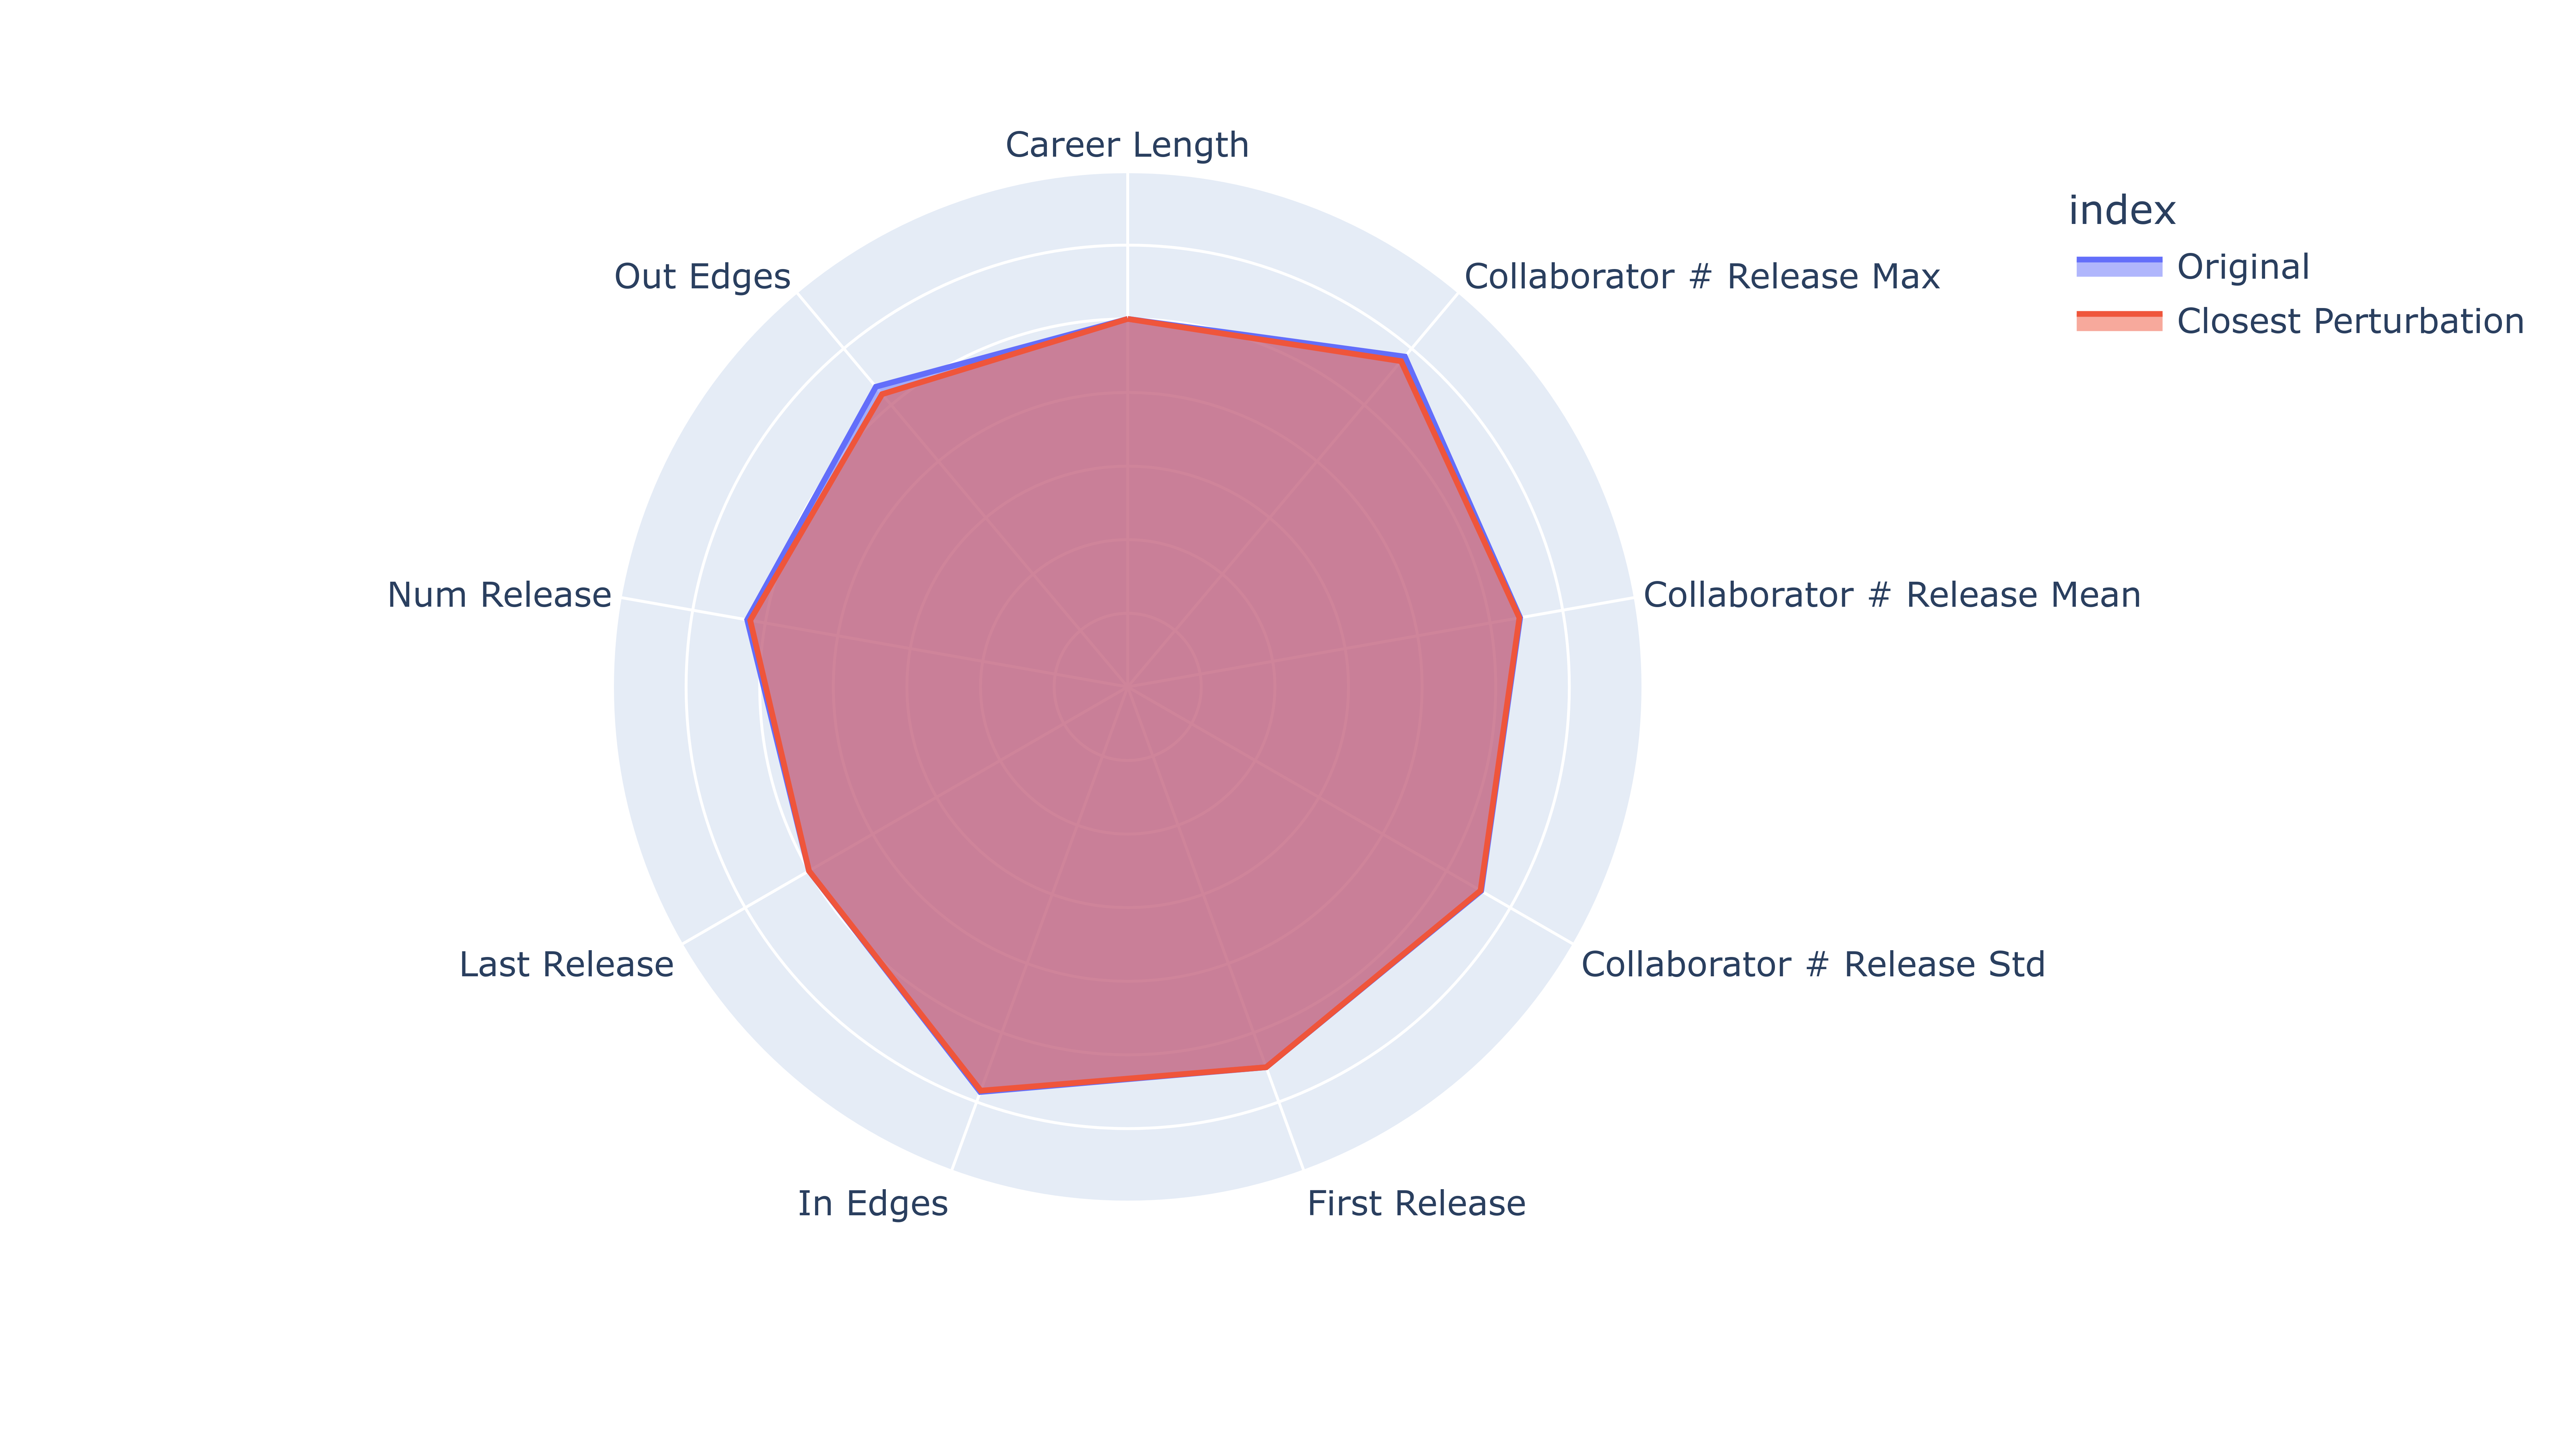 Career Length
Collaborator # Release Max
Collaborator # Release Mean
Collaborator # Release Std
First Release
In Edges
Last Release
Num Release
Out Edges
index
Original
Closest Perturbation